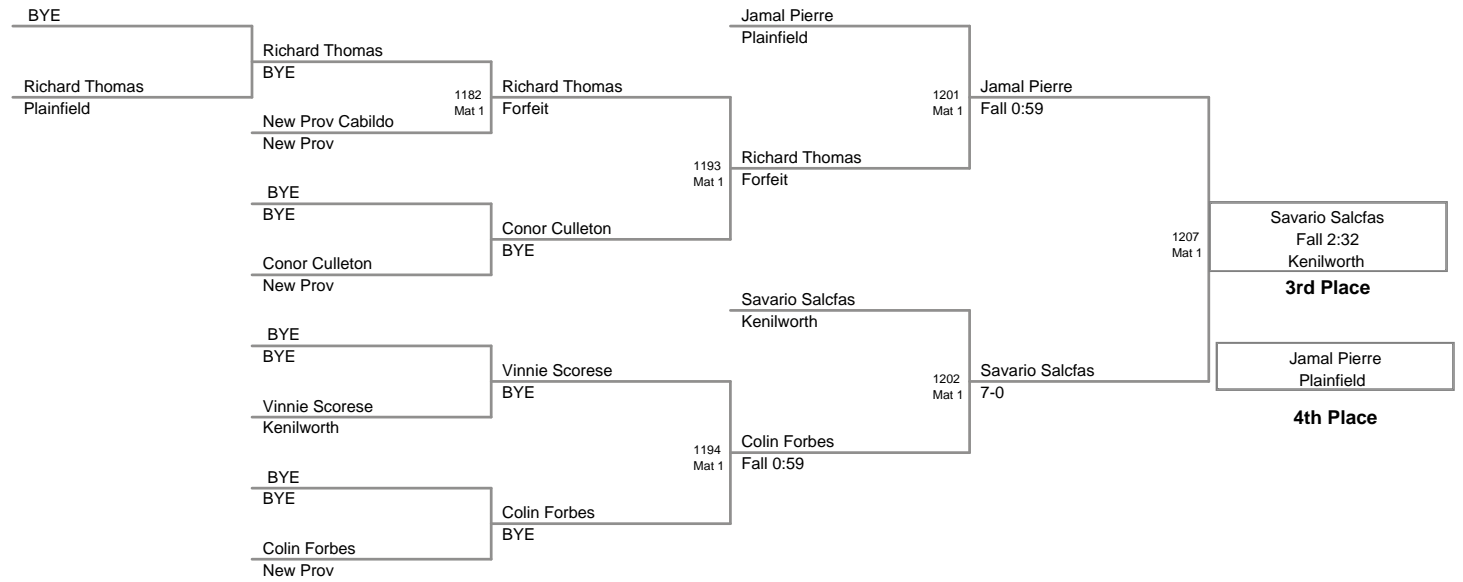 BYE
Richard Thomas
Plainfield
Richard Thomas
BYE
New Prov Cabildo
New Prov
BYE
BYE
Conor Culleton
New Prov
BYE
BYE
Vinnie Scorese
Kenilworth
BYE
BYE
Colin Forbes
New Prov
1182
Mat 1
Richard Thomas
Forfeit
Conor Culleton
BYE
Vinnie Scorese
BYE
Colin Forbes
BYE
1193
Mat 1
1194
Mat 1
Jamal Pierre
Plainfield
Richard Thomas
Forfeit
Savario Salcfas
Kenilworth
Colin Forbes
Fall 0:59
1201
Mat 1
1202
Mat 1
Jamal Pierre
Fall 0:59
Savario Salcfas
7-0
1207
Mat 1
Savario Salcfas
Fall 2:32
Kenilworth
3rd Place
Jamal Pierre
Plainfield
4th Place